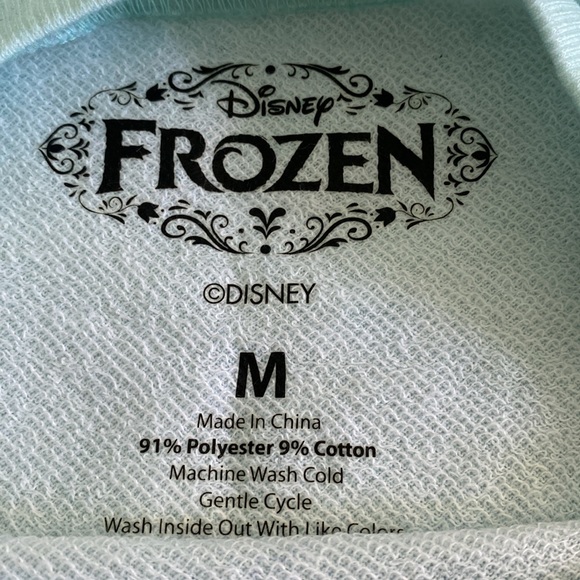 Disney
FROZEN
©DISNEY
M
Made In China
91% Polyester 9% Cotton
Machine Wash Cold
Gentle Cycle
Wash Inside Out With Like Colors